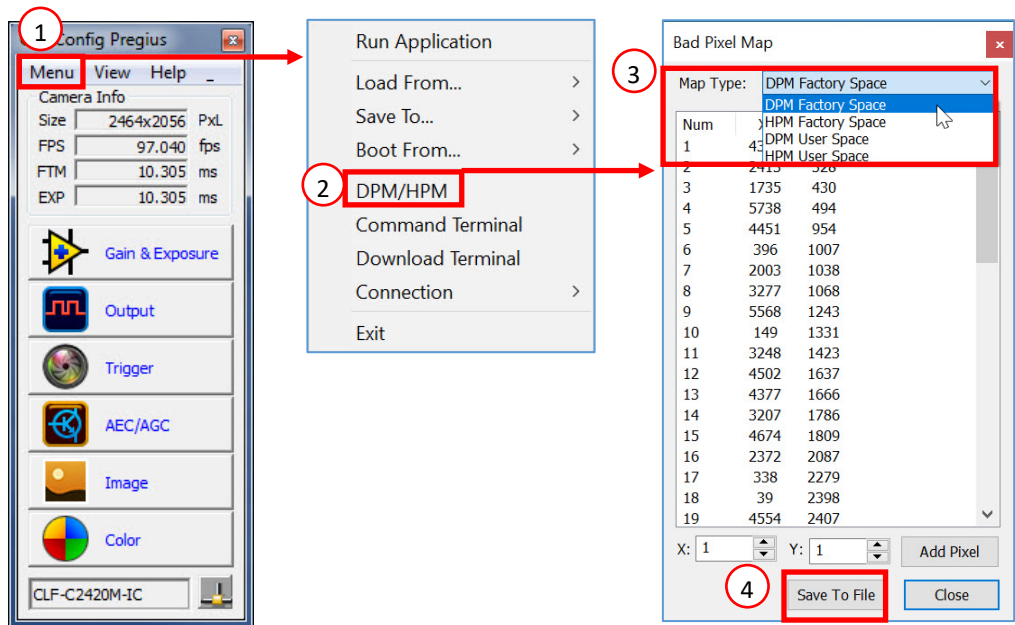 1
Config Pregius
Menu View Help _
Camera Info
Size 2464x2056 PxL
FPS 97.040 fps
FTM 10.305 ms
EXP 10.305 ms
Gain & Exposure
Output
Trigger
AEC/AGC
Image
Color
CLF-C2420M-IC
Run Application
Load From... >
Save To... >
Boot From... >
2
DPM/HPM
Command Terminal
Download Terminal
Connection >
Exit
Bad Pixel Map
3
Map Type: DPM Factory Space
DPM Factory Space
HPM Factory Space
DPM User Space
HPM User Space
Num
1
2 2415 328
3 1735 430
4 5738 494
5 4451 954
6 396 1007
7 2003 1038
8 3277 1068
9 5568 1243
10 149 1331
11 3248 1423
12 4502 1637
13 4377 1666
14 3207 1786
15 4674 1809
16 2372 2087
17 338 2279
18 39 2398
19 4554 2407
X: 1 Y: 1 Add Pixel
4
Save To File Close